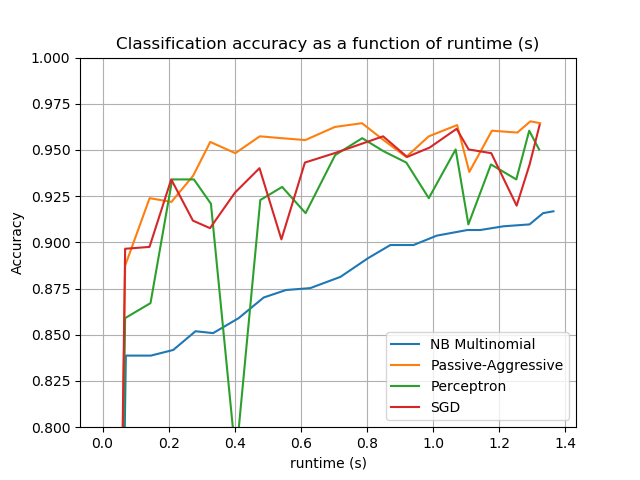 Classification accuracy as a function of runtime (s)
1.000
0.975
0.950
0.925
0.900
0.875
0.850
0.825
0.800
Accuracy
NB Multinomial
Passive-Aggressive
Perceptron
SGD
0.0 0.2 0.4 0.6 0.8 1.0 1.2 1.4
runtime (s)